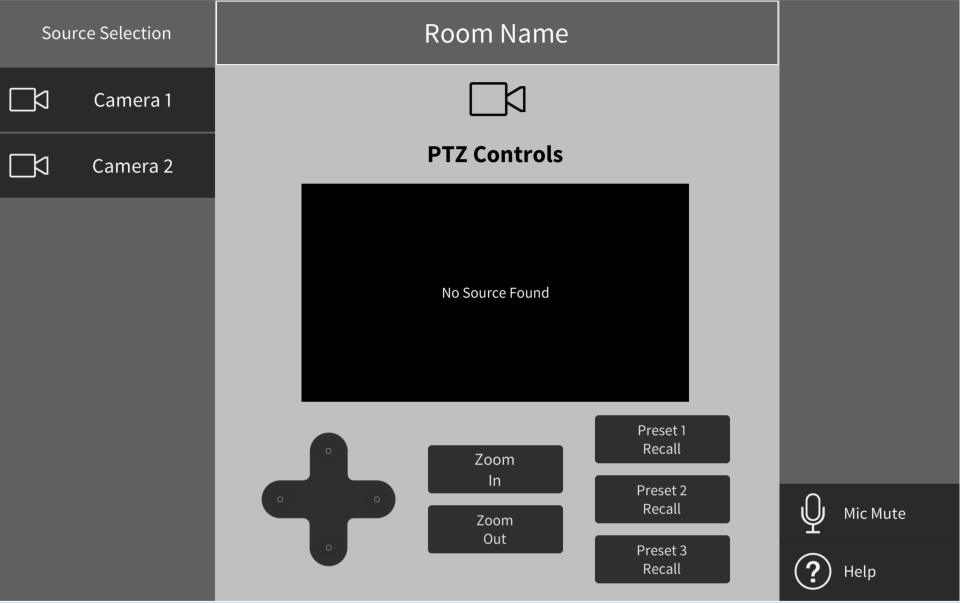 Source Selection
Room Name
Camera 1
Camera 2
PTZ Controls
No Source Found
Zoom
In
Zoom
Out
Preset 1
Recall
Preset 2
Recall
Preset 3
Recall
Mic Mute
?
Help